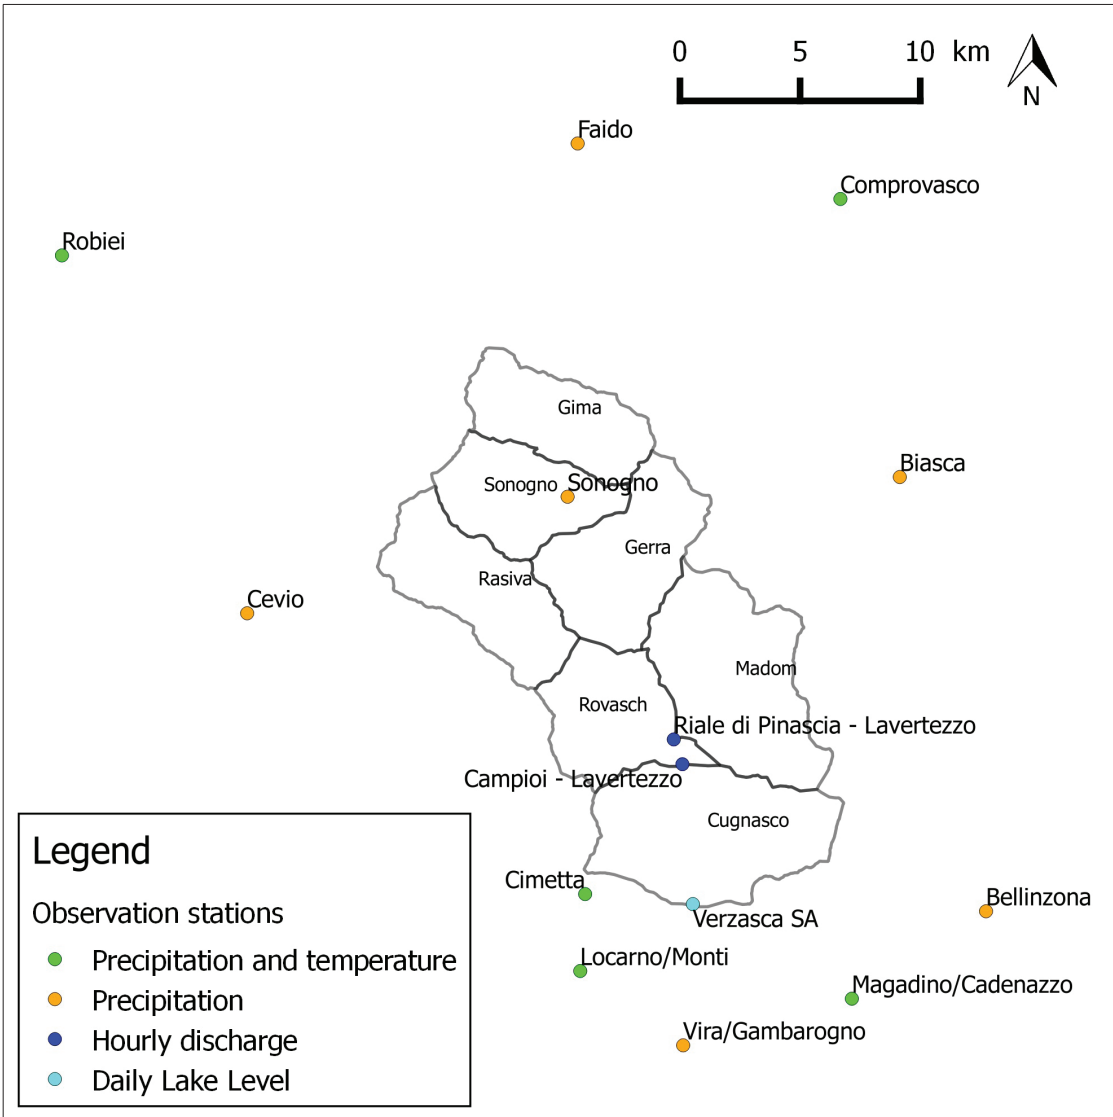 0 5 10 km
N
Faido
Comprovasco
Robiei
Gima
Biasca
Sonogno
Sonogno
Gerra
Rasiva
Cevio
Madom
Rovasch
Riale di Pinascia - Lavertezzo
Campioi - Lavertezzo
Cugnasco
Cimetta
Bellinzona
Verzasca SA
Locarno/Monti
Magadino/Cadenazzo
Vira/Gambarogno
Legend
Observation stations
Precipitation and temperature
Precipitation
Hourly discharge
Daily Lake Level